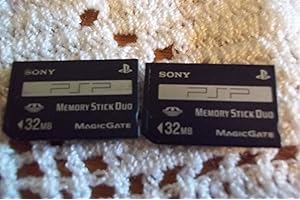 SONY
PSP
MEMORY STICK DUO
32MB
MAGICGATE
SONY
PSP
MEMORY STICK DUO
32MB
MAGICGATE